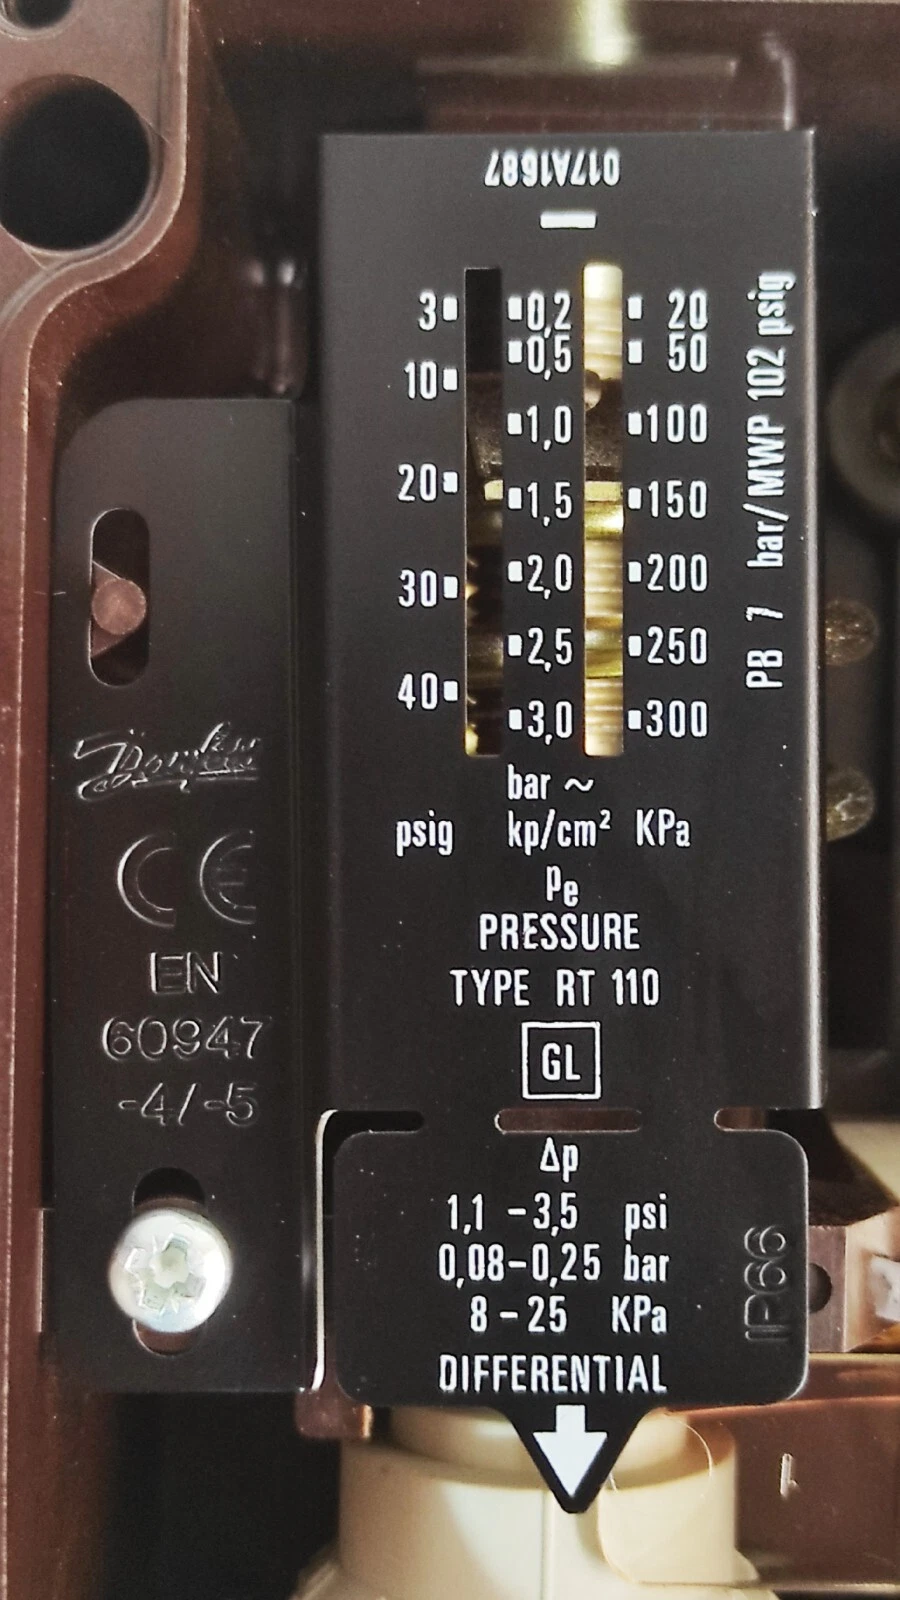 017A1687
3 0,2 20
0,5 50
10
1,0 100
20 1,5 150
2,0 200
30
2,5 250
40
3,0 300
bar ~
psig kp/cm² KPa
pe
PRESSURE
TYPE RT 110
GL
PB 7 bar/MWP 102 psig
Danfoss
CE
EN
60947
-4/-5
Δp
1,1 -3,5 psi
0,08-0,25 bar
8-25 KPa
DIFFERENTIAL
IP66